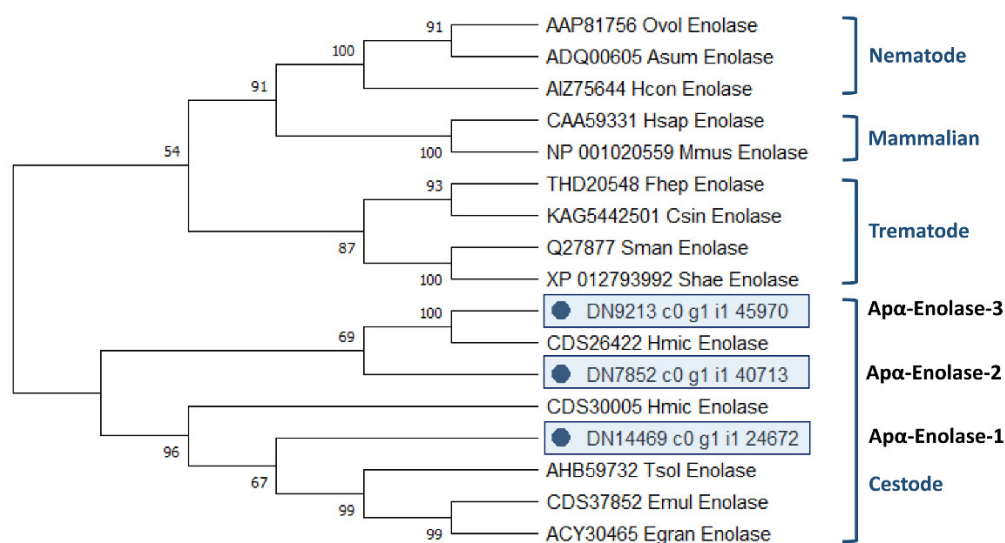 91
AAP81756 Ovol Enolase
100
ADQ00605 Asum Enolase
Nematode
91
AIZ75644 Hcon Enolase
CAA59331 Hsap Enolase
Mammalian
54
100
NP 001020559 Mmus Enolase
93
THD20548 Fhep Enolase
KAG5442501 Csin Enolase
Trematode
87
Q27877 Sman Enolase
100
XP 012793992 Shae Enolase
100
DN9213 c0 g1 i1 45970
Apα-Enolase-3
69
CDS26422 Hmic Enolase
DN7852 c0 g1 i1 40713
Apα-Enolase-2
CDS30005 Hmic Enolase
96
DN14469 c0 g1 i1 24672
Apα-Enolase-1
67
AHB59732 Tsol Enolase
Cestode
99
CDS37852 Emul Enolase
99
ACY30465 Egran Enolase